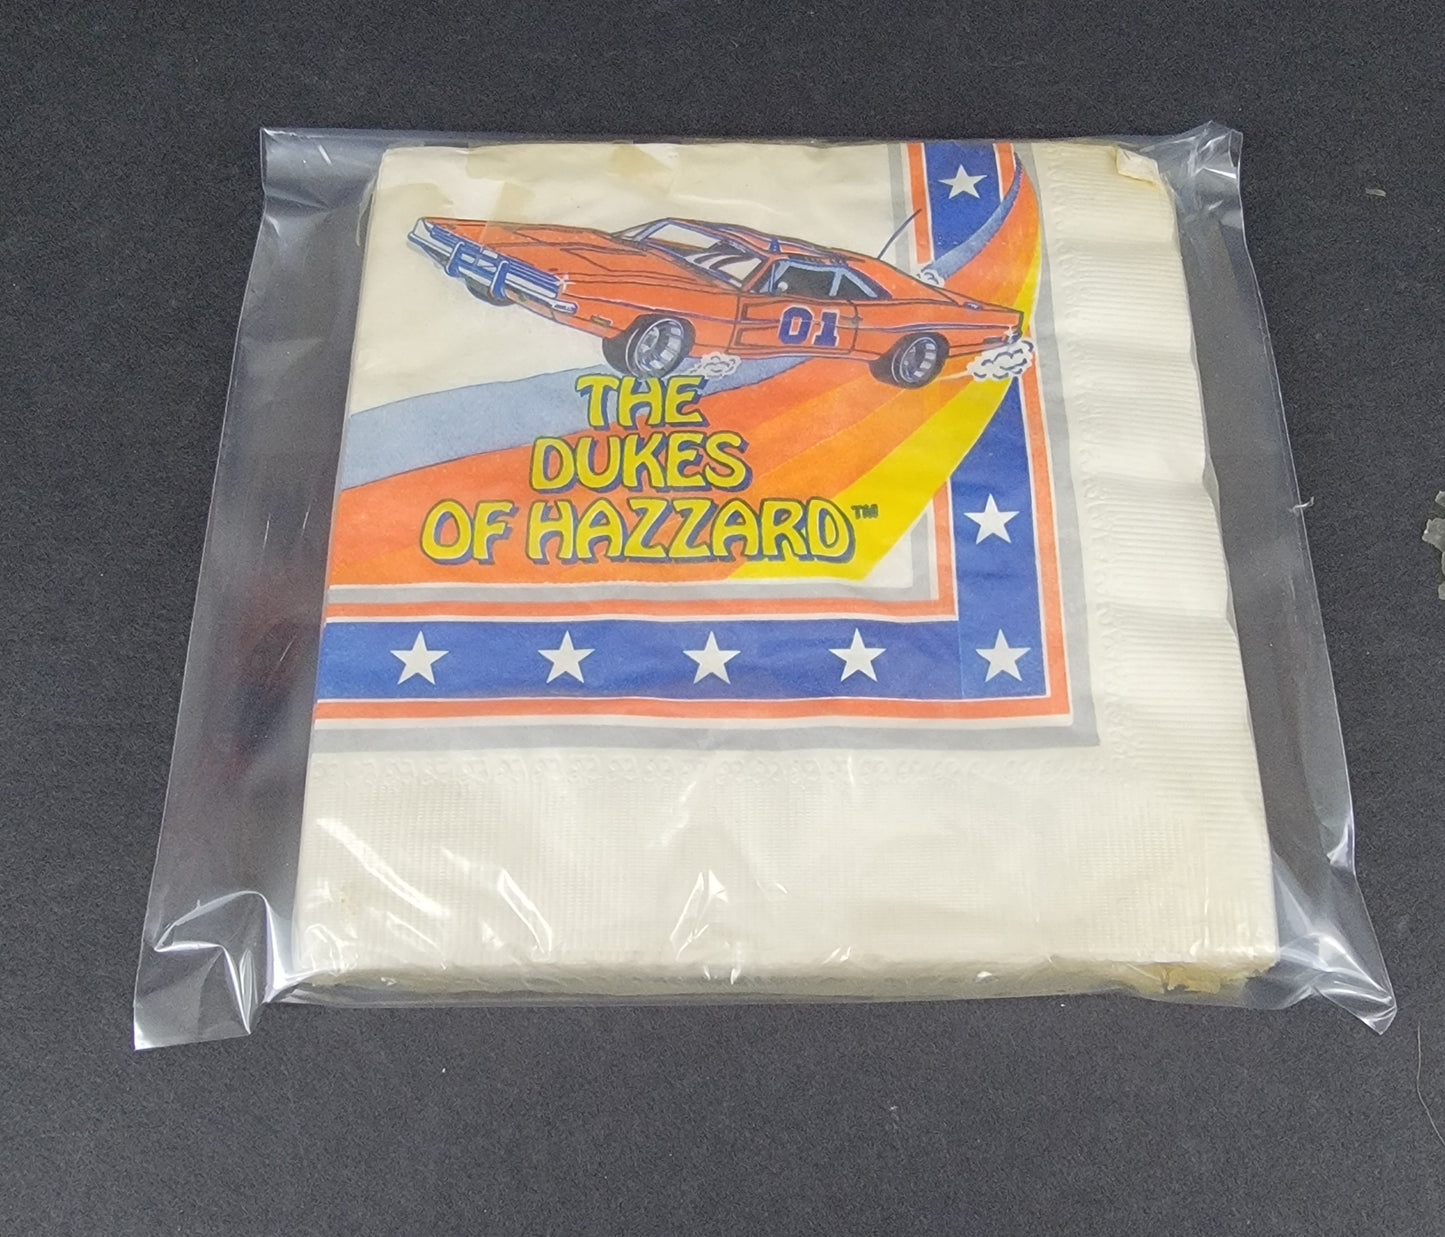 01
THE
DUKES
OF HAZZARD™